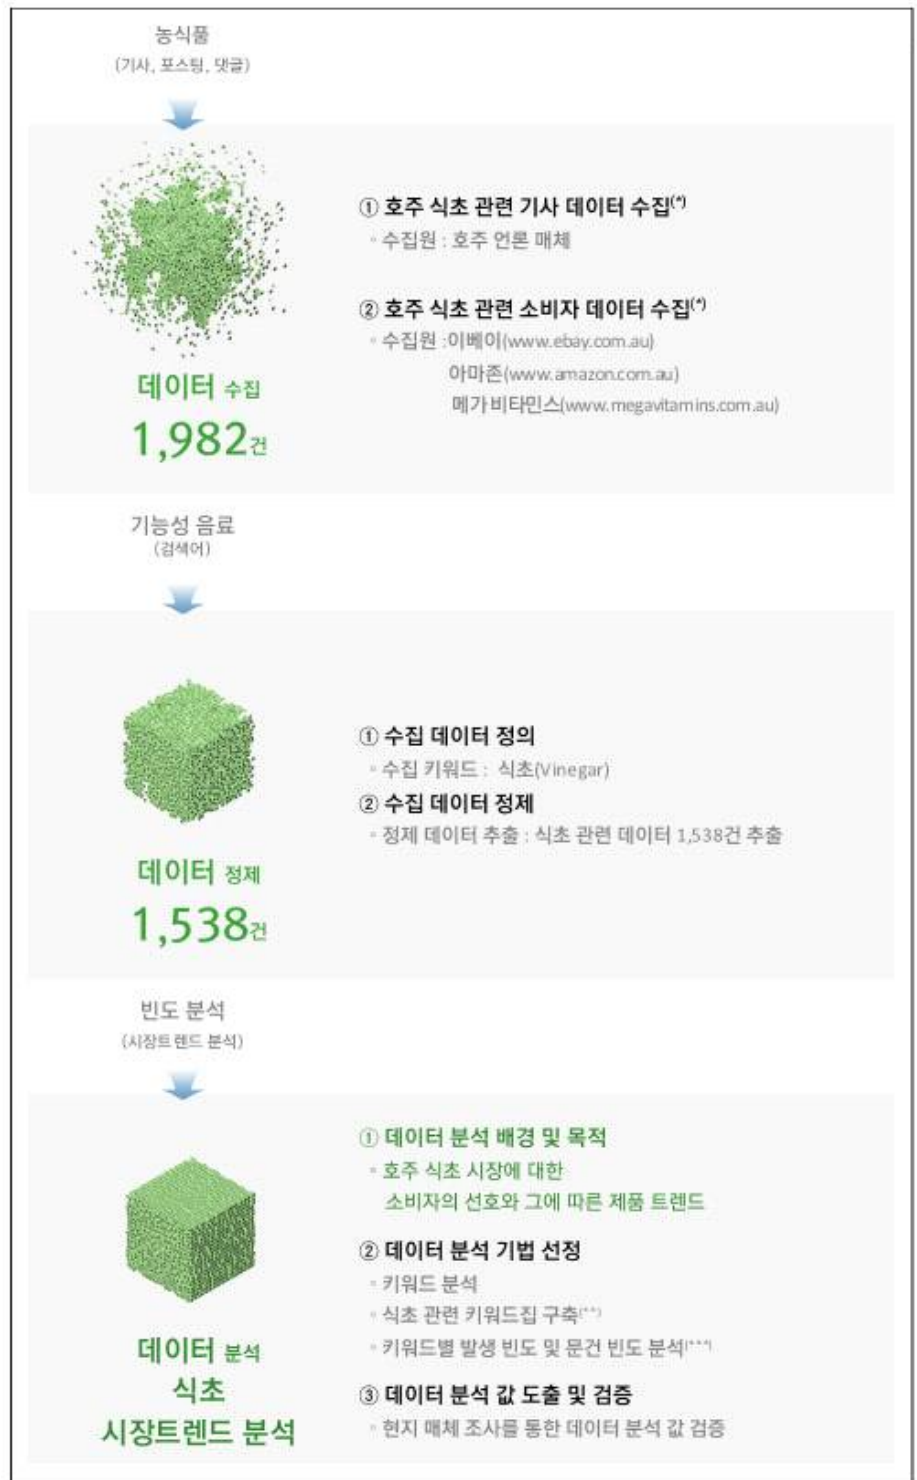 농식품
(기사, 포스팅, 댓글)
① 호주 식초 관련 기사 데이터 수집(*)
◦ 수집원 : 호주 언론 매체
② 호주 식초 관련 소비자 데이터 수집(*)
◦ 수집원 :이베이(www.ebay.com.au)
아마존(www.amazon.com.au)
메가비타민스(www.megavitamins.com.au)
데이터 수집
1,982건
기능성 음료
(검색어)
① 수집 데이터 정의
◦ 수집 키워드 : 식초(Vinegar)
② 수집 데이터 정제
◦ 정제 데이터 추출 : 식초 관련 데이터 1,538건 추출
데이터 정제
1,538건
빈도 분석
(시장트렌드 분석)
① 데이터 분석 배경 및 목적
◦ 호주 식초 시장에 대한
소비자의 선호와 그에 따른 제품 트렌드
② 데이터 분석 기법 선정
◦ 키워드 분석
◦ 식초 관련 키워드집 구축(**)
◦ 키워드별 발생 빈도 및 문건 빈도 분석(***)
③ 데이터 분석 값 도출 및 검증
◦ 현지 매체 조사를 통한 데이터 분석 값 검증
데이터 분석
식초
시장트렌드 분석